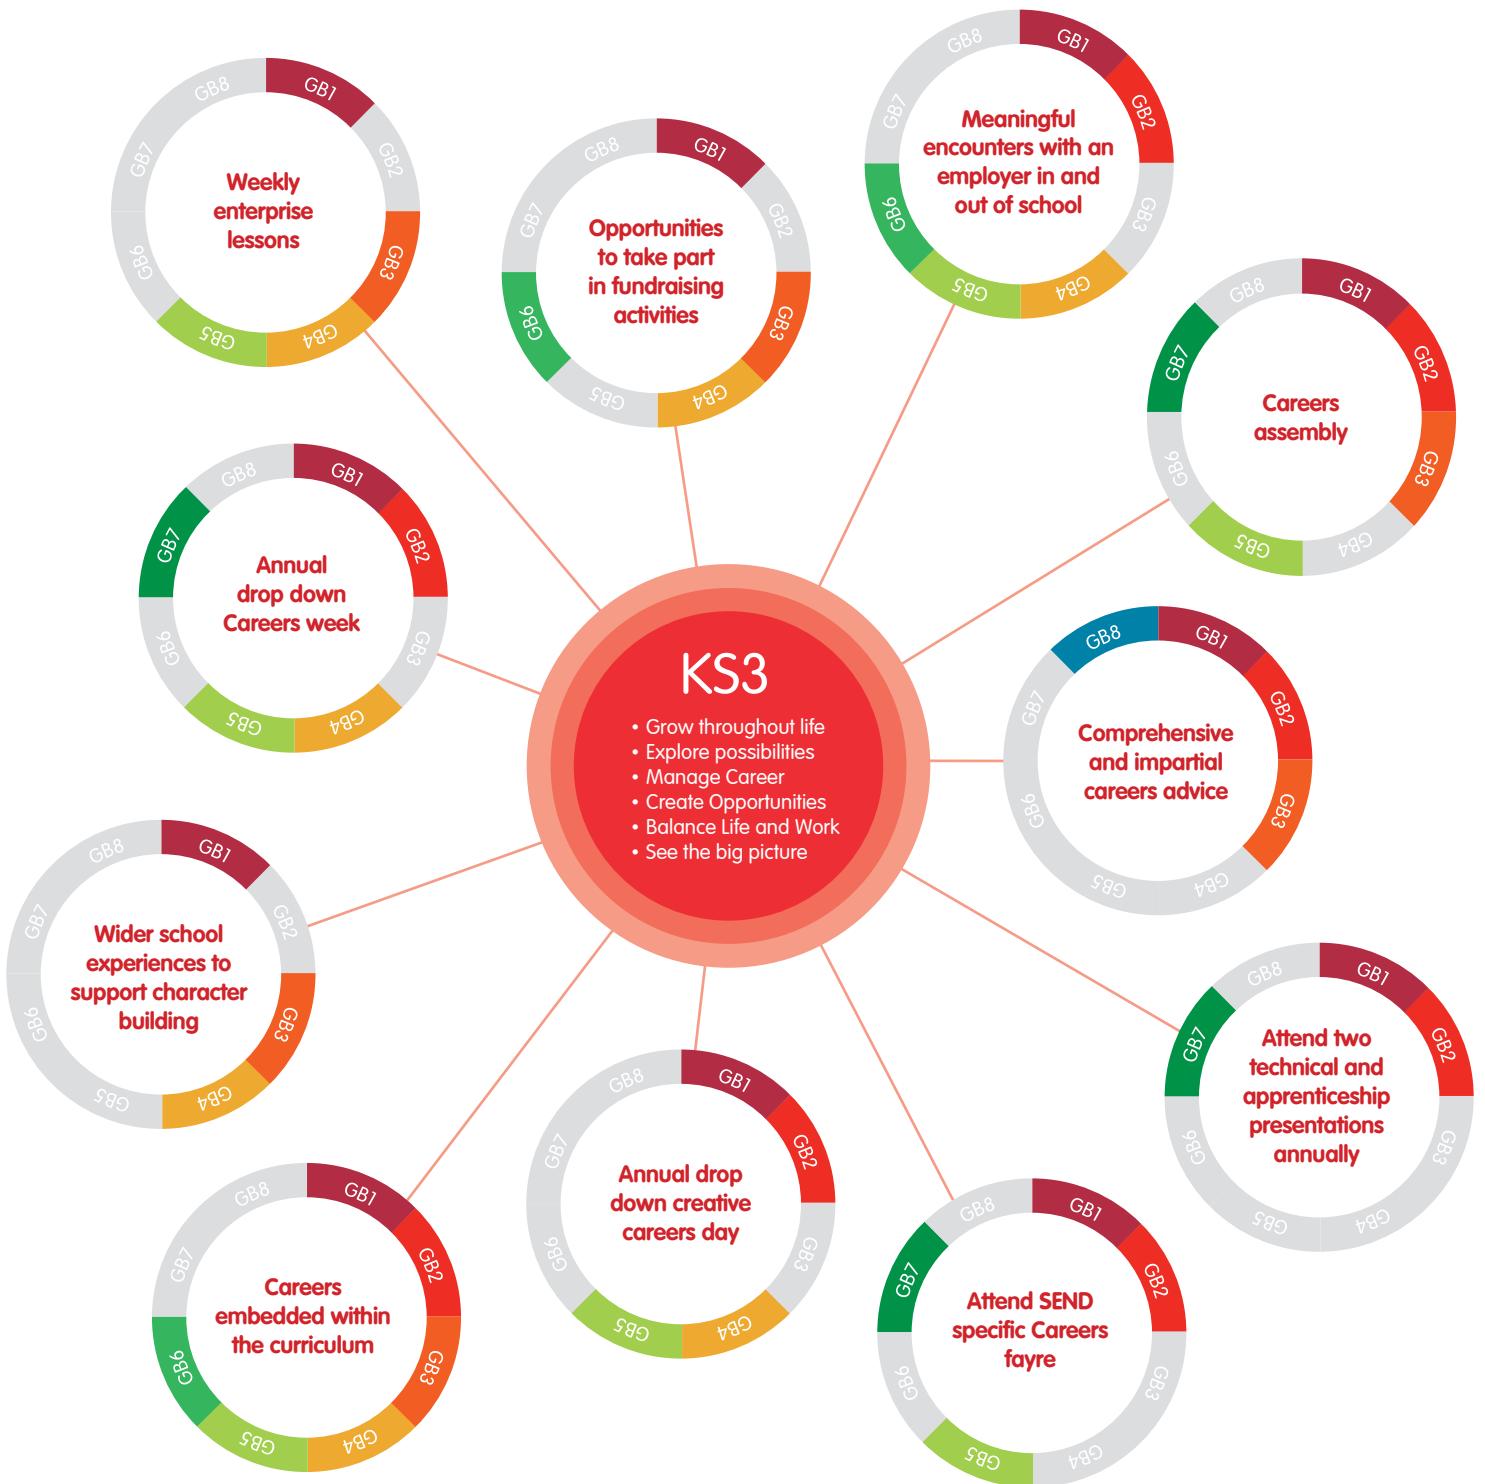 GB1
GB2
GB3
GB4
GB5
GB6
GB7
GB8
Weekly
enterprise
lessons
GB1
GB2
GB3
GB4
GB5
GB6
GB7
GB8
Opportunities
to take part
in fundraising
activities
GB1
GB2
GB3
GB4
GB5
GB6
GB7
GB8
Meaningful
encounters with an
employer in and
out of school
GB1
GB2
GB3
GB4
GB5
GB6
GB7
GB8
Careers
assembly
GB1
GB2
GB3
GB4
GB5
GB6
GB7
GB8
Annual
drop down
Careers week
KS3
• Grow throughout life
• Explore possibilities
• Manage Career
• Create Opportunities
• Balance Life and Work
• See the big picture
GB1
GB2
GB3
GB4
GB5
GB6
GB7
GB8
Comprehensive
and impartial
careers advice
GB1
GB2
GB3
GB4
GB5
GB6
GB7
GB8
Wider school
experiences to
support character
building
GB1
GB2
GB3
GB4
GB5
GB6
GB7
GB8
Attend two
technical and
apprenticeship
presentations
annually
GB1
GB2
GB3
GB4
GB5
GB6
GB7
GB8
Annual drop
down creative
careers day
GB1
GB2
GB3
GB4
GB5
GB6
GB7
GB8
Careers
embedded within
the curriculum
GB1
GB2
GB3
GB4
GB5
GB6
GB7
GB8
Attend SEND
specific Careers
fayre